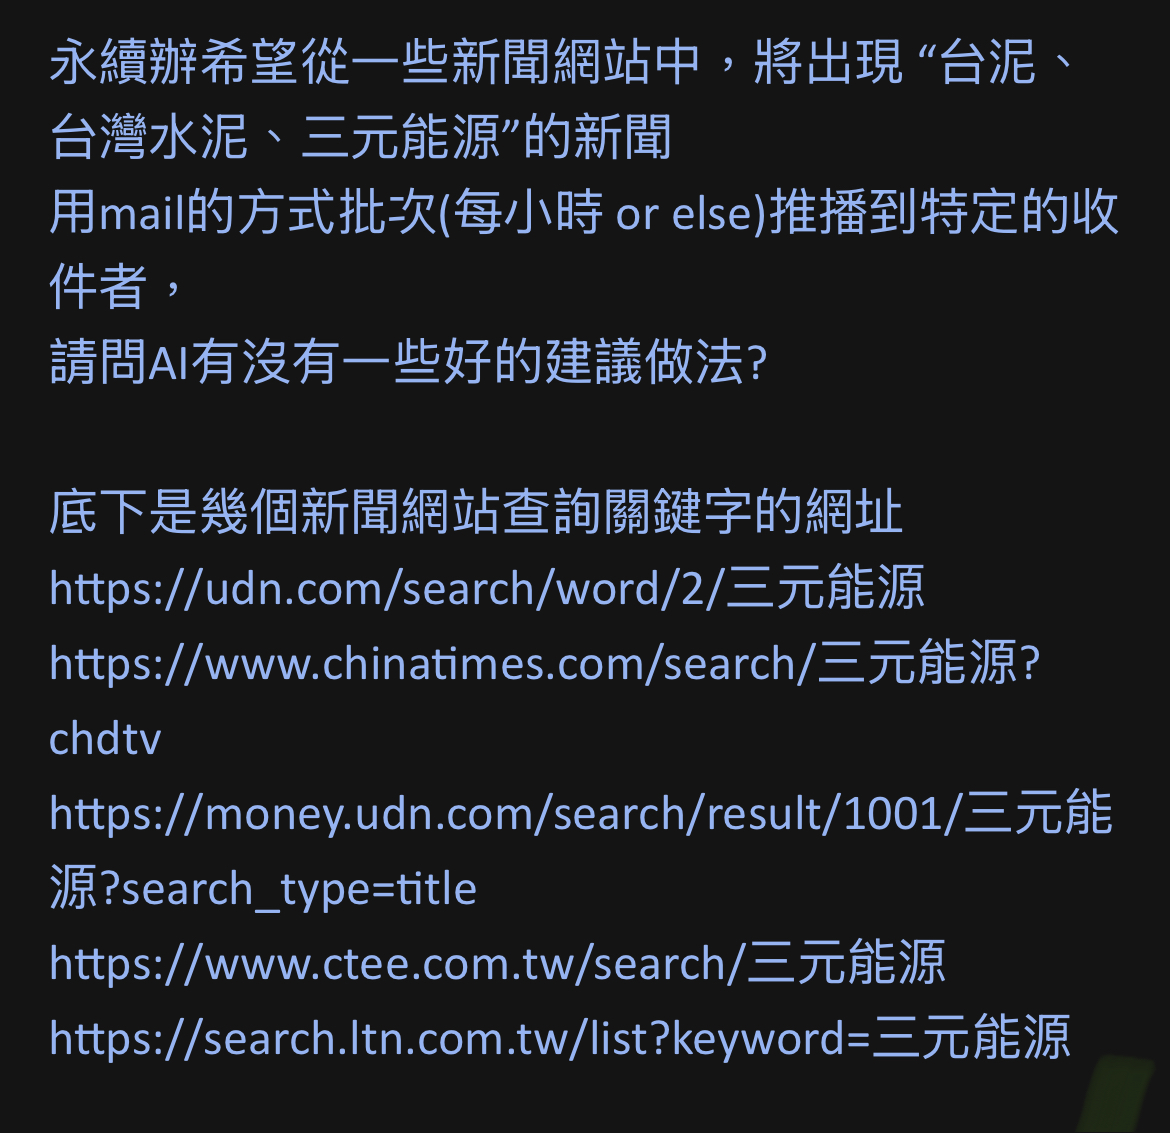 永續辦希望從一些新聞網站中，將出現 “台泥、
台灣水泥、三元能源”的新聞
用mail的方式批次(每小時 or else)推播到特定的收
件者，
請問AI有沒有一些好的建議做法?
底下是幾個新聞網站查詢關鍵字的網址
https://udn.com/search/word/2/三元能源
https://www.chinatimes.com/search/三元能源?
chdtv
https://money.udn.com/search/result/1001/三元能
源?search_type=title
https://www.ctee.com.tw/search/三元能源
https://search.ltn.com.tw/list?keyword=三元能源